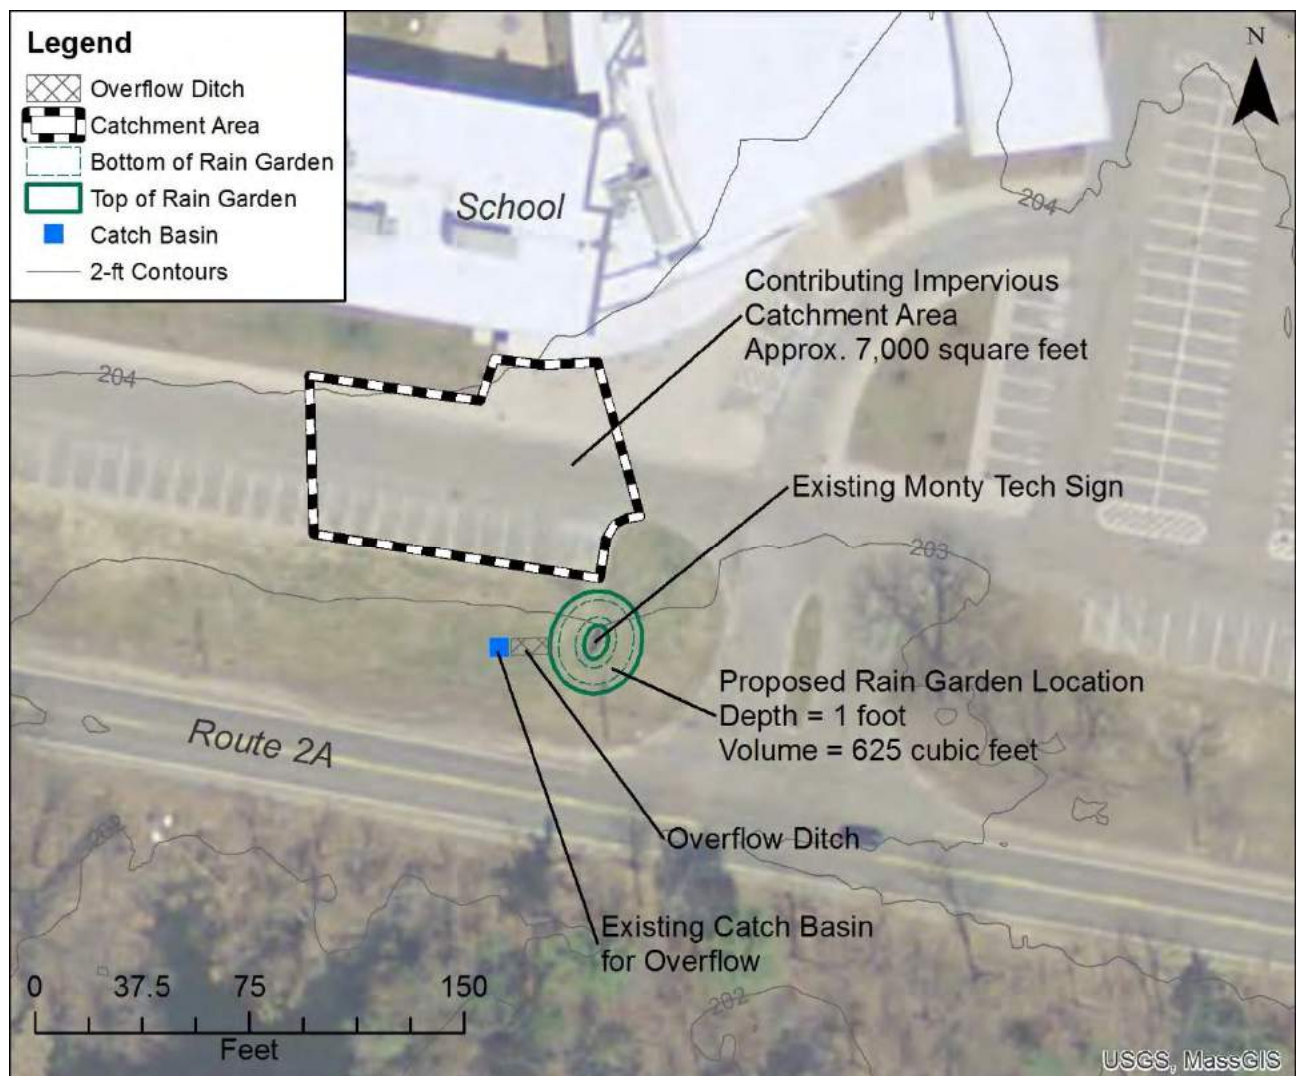 Legend
Overflow Ditch
Catchment Area
Bottom of Rain Garden
Top of Rain Garden
Catch Basin
2-ft Contours
N
School
204
Contributing Impervious
Catchment Area
Approx. 7,000 square feet
204
Existing Monty Tech Sign
203
Proposed Rain Garden Location
Depth = 1 foot
Volume = 625 cubic feet
Route 2A
Overflow Ditch
202
Existing Catch Basin
for Overflow
202
0 37.5 75 150
Feet
USGS, MassGIS